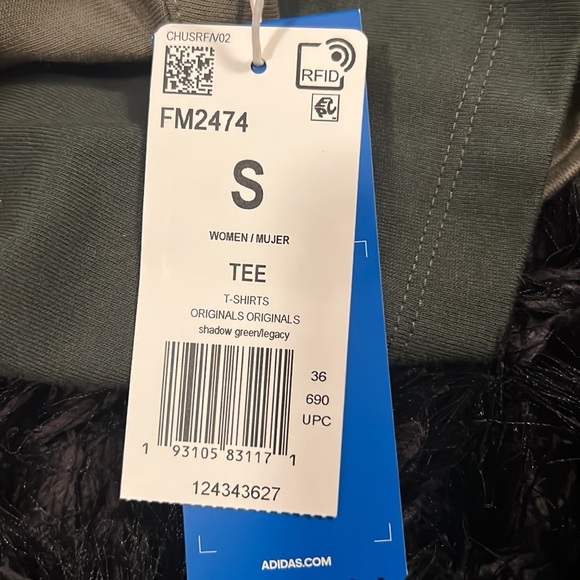 CHUSRF/V02
RFID
FM2474
S
WOMEN / MUJER
TEE
T-SHIRTS
ORIGINALS ORIGINALS
shadow green/legacy
36
690
UPC
1 93105 83117 1
124343627
ADIDAS.COM